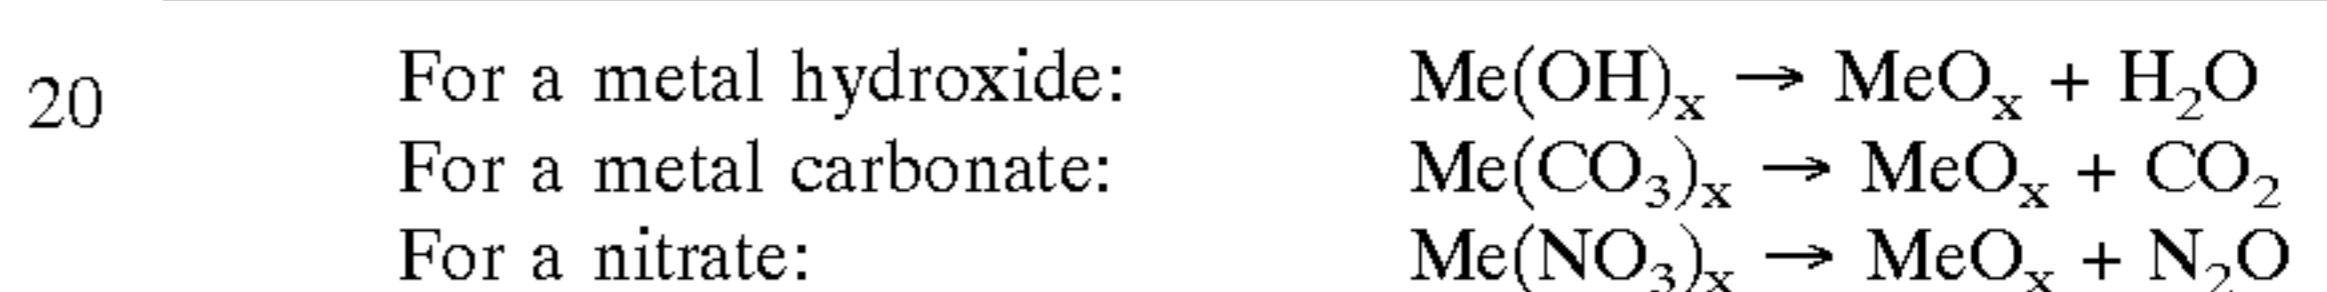 20 For a metal hydroxide: Me(OH)ₓ → MeOₓ + H₂O
For a metal carbonate: Me(CO₃)ₓ → MeOₓ + CO₂
For a nitrate: Me(NO₃)ₓ → MeOₓ + N₂O